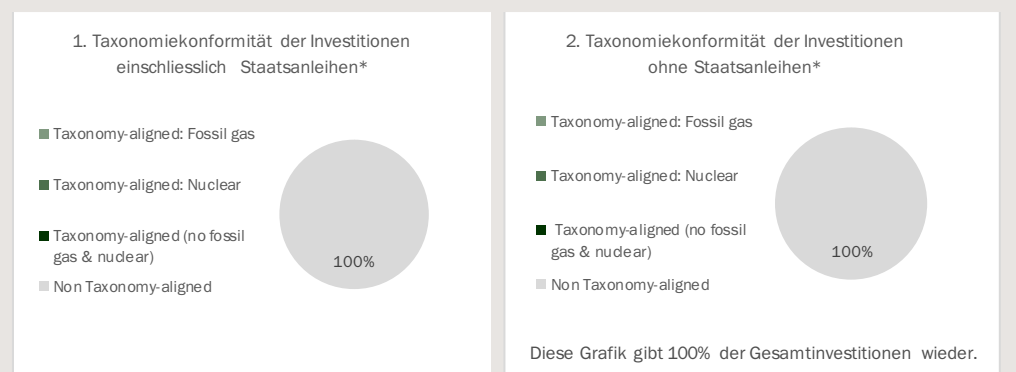 1. Taxonomiekonformität der Investitionen
einschliesslich Staatsanleihen*
Taxonomy-aligned: Fossil gas
Taxonomy-aligned: Nuclear
Taxonomy-aligned (no fossil
gas & nuclear)
Non Taxonomy-aligned
100%
2. Taxonomiekonformität der Investitionen
ohne Staatsanleihen*
Taxonomy-aligned: Fossil gas
Taxonomy-aligned: Nuclear
Taxonomy-aligned (no fossil
gas & nuclear)
Non Taxonomy-aligned
100%
Diese Grafik gibt 100% der Gesamtinvestitionen wieder.